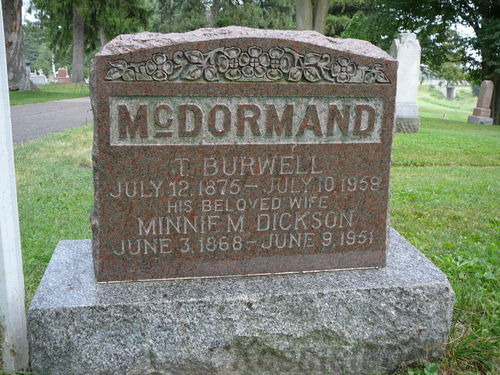 McDORMAND
T. BURWELL
JULY 12, 1875 – JULY 10, 1959
HIS BELOVED WIFE
MINNIE M. DICKSON
JUNE 3, 1868 – JUNE 9, 1951